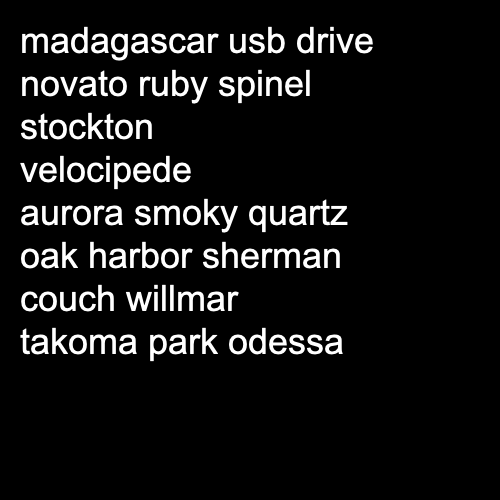 madagascar usb drive
novato ruby spinel
stockton
velocipede
aurora smoky quartz
oak harbor sherman
couch willmar
takoma park odessa